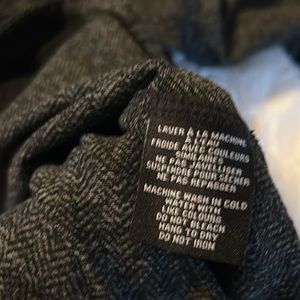 LAVER À LA MACHINE
À L'EAU
FROIDE AVEC COULEURS
SIMILAIRES
NE PAS JAVELLISER
SUSPENDRE POUR SÉCHER
NE PAS REPASSER
MACHINE WASH IN COLD
WATER WITH
LIKE COLOURS
DO NOT BLEACH
HANG TO DRY
DO NOT IRON